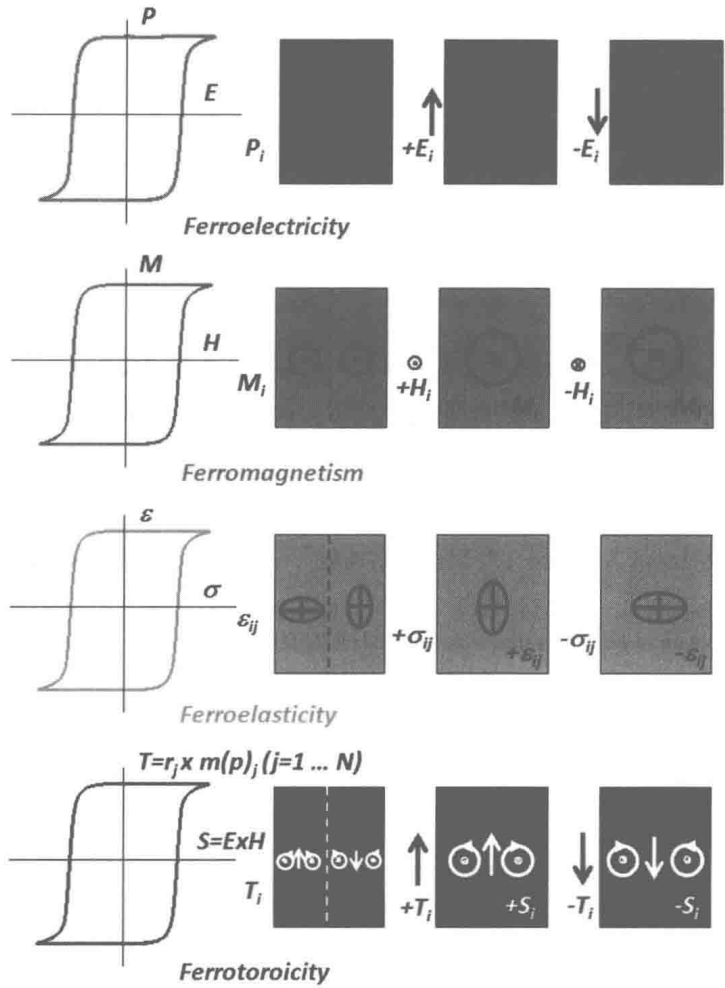 P
E
P_i
+E_i
-E_i
Ferroelectricity
M
H
M_i
+H_i
-H_i
Ferromagnetism
ε
σ
ε_ij
+σ_ij
+ε_ij
-σ_ij
-ε_ij
Ferroelasticity
T=r_j x m(p)_j (j=1 ... N)
S=ExH
T_i
+T_i
+S_i
-T_i
-S_i
Ferrotoroicity